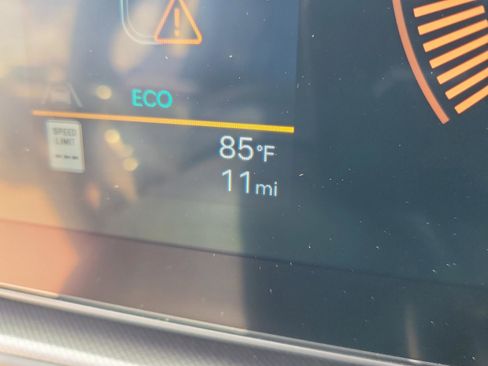 ECO
SPEED
LIMIT
---
85°F
11mi